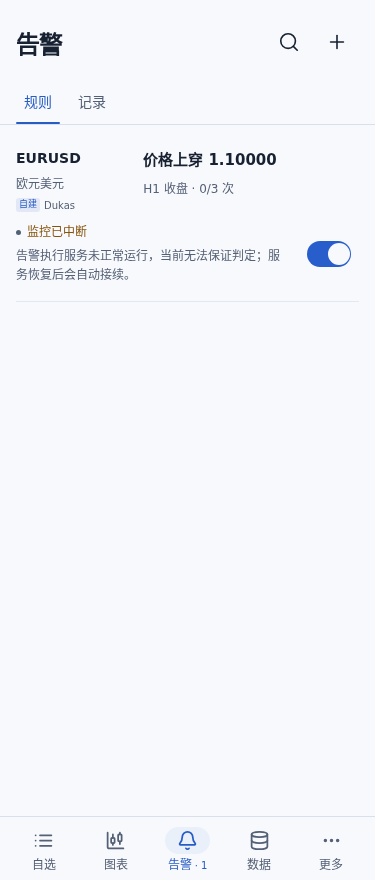 告警
规则 记录
EURUSD 价格上穿 1.10000
欧元美元 H1 收盘 · 0/3 次
自建 Dukas
监控已中断
告警执行服务未正常运行，当前无法保证判定；服
务恢复后会自动接续。
自选 图表 告警 · 1 数据 更多